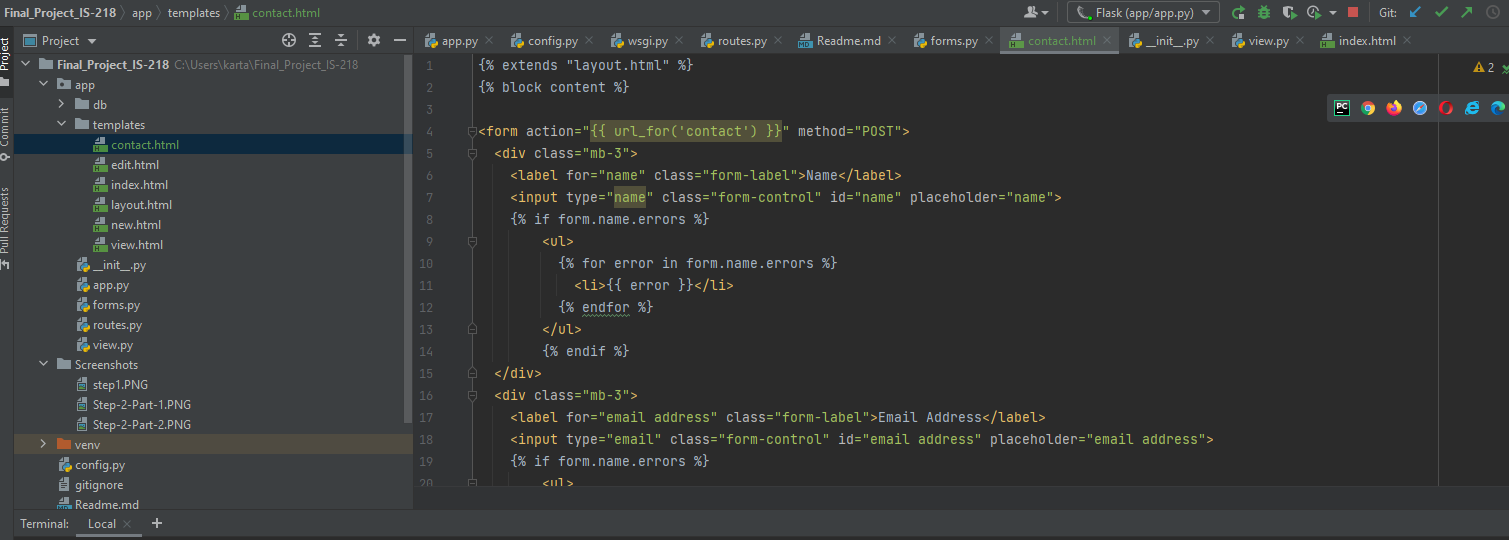 Final_Project_IS-218 app templates contact.html
Flask (app/app.py) Git:
Project
app.py config.py wsgi.py routes.py Readme.md forms.py contact.html __init__.py view.py index.html
Project
Commit
Pull Requests
Final_Project_IS-218 C:\Users\karta\Final_Project_IS-218
app
db
templates
contact.html
edit.html
index.html
layout.html
new.html
view.html
__init__.py
app.py
forms.py
routes.py
view.py
Screenshots
step1.PNG
Step-2-Part-1.PNG
Step-2-Part-2.PNG
venv
config.py
gitignore
Readme.md
2
PC
1 {% extends "layout.html" %}
2 {% block content %}
3
4 <form action="{{ url_for('contact') }}" method="POST">
5 <div class="mb-3">
6 <label for="name" class="form-label">Name</label>
7 <input type="name" class="form-control" id="name" placeholder="name">
8 {% if form.name.errors %}
9 <ul>
10 {% for error in form.name.errors %}
11 <li>{{ error }}</li>
12 {% endfor %}
13 </ul>
14 {% endif %}
15 </div>
16 <div class="mb-3">
17 <label for="email address" class="form-label">Email Address</label>
18 <input type="email" class="form-control" id="email address" placeholder="email address">
19 {% if form.name.errors %}
20 <ul>
Terminal: Local